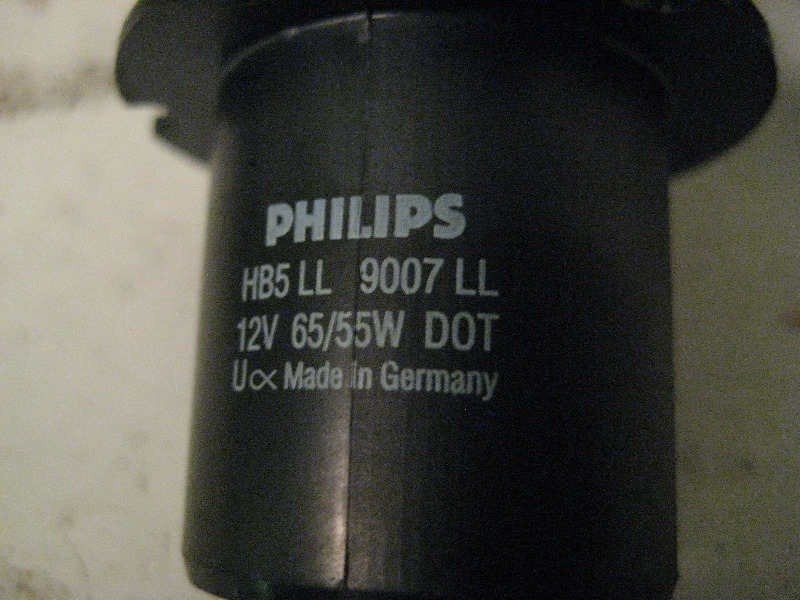 PHILIPS
HB5 LL 9007 LL
12V 65/55W DOT
U∝ Made in Germany